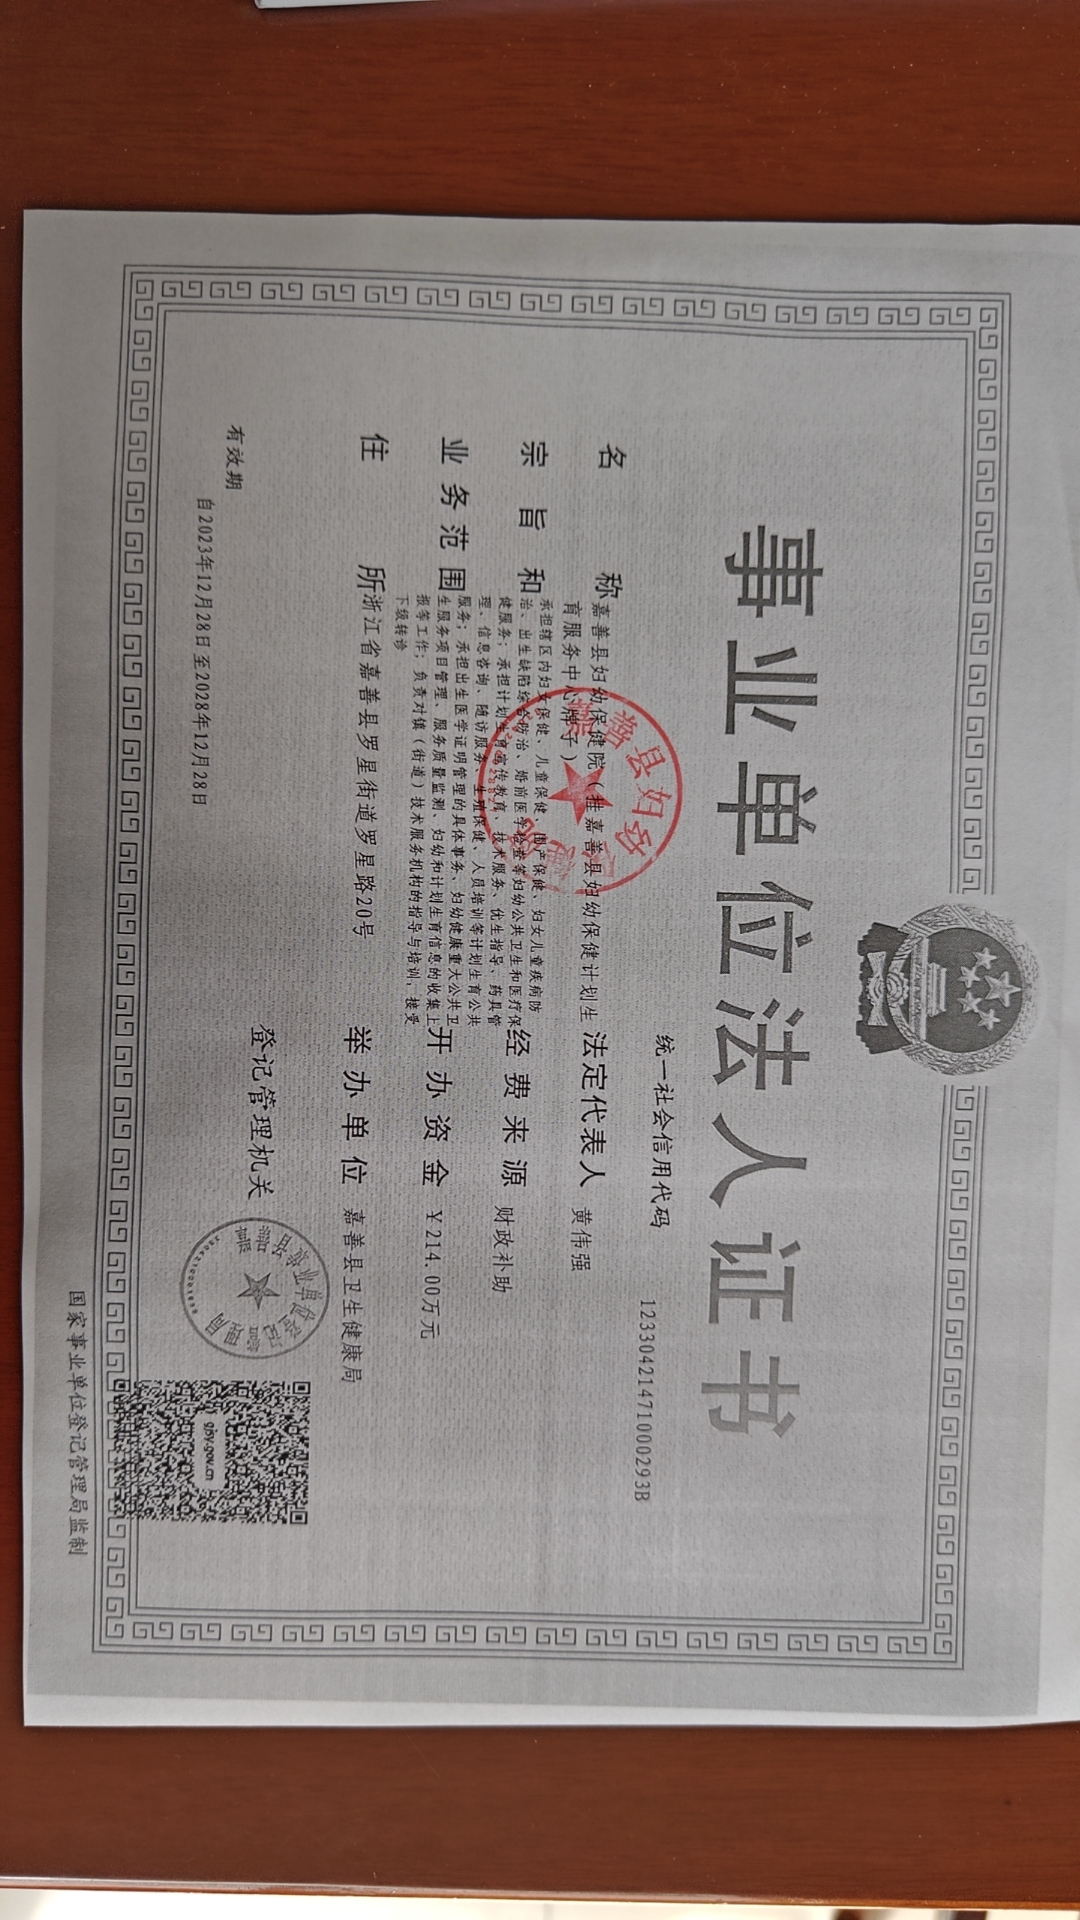 事业单位法人证书
统一社会信用代码 12330421471000293B
名称 嘉善县妇幼保健院（挂嘉善县妇幼保健计划生
育服务中心牌子）
宗旨和
业务范围
承担辖区内妇女保健、儿童保健、围产保健、妇女儿童疾病防
治、出生缺陷综合防治、婚前医学检查等妇幼公共卫生和医疗保
健服务；承担计划生育宣传教育、技术服务、优生指导、药具管
理、信息咨询、随访服务、生殖保健、人员培训等计划生育公共
服务；承担出生医学证明管理的具体事务、妇幼健康重大公共卫
生服务项目管理、服务质量监测、妇幼和计划生育信息的收集上
报等工作；负责对镇（街道）技术服务机构的指导与培训，接受
下级转诊
住所 浙江省嘉善县罗星街道罗星路20号
法定代表人 黄伟强
经费来源 财政补助
开办资金 ￥214.00万元
举办单位 嘉善县卫生健康局
登记管理机关
嘉善县事业单位登记管理局
嘉善县妇幼保健院
有效期
自2023年12月28日至2028年12月28日
gjsy.gov.cn
国家事业单位登记管理局监制